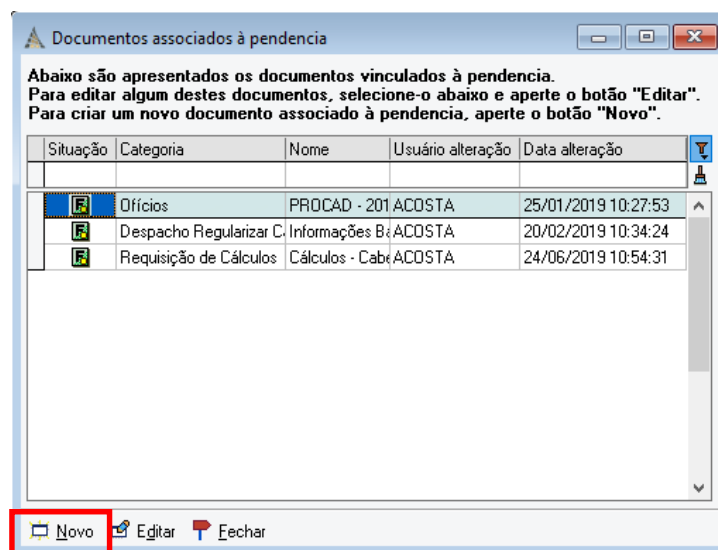 Documentos associados à pendencia
Abaixo são apresentados os documentos vinculados à pendencia.
Para editar algum destes documentos, selecione-o abaixo e aperte o botão "Editar".
Para criar um novo documento associado à pendencia, aperte o botão "Novo".
Situação Categoria Nome Usuário alteração Data alteração
Ofícios PROCAD - 201 ACOSTA 25/01/2019 10:27:53
Despacho Regularizar Informações ACOSTA 20/02/2019 10:34:24
Requisição de Cálculos Cálculos - ACOSTA 24/06/2019 10:54:31
Novo Editar Fechar